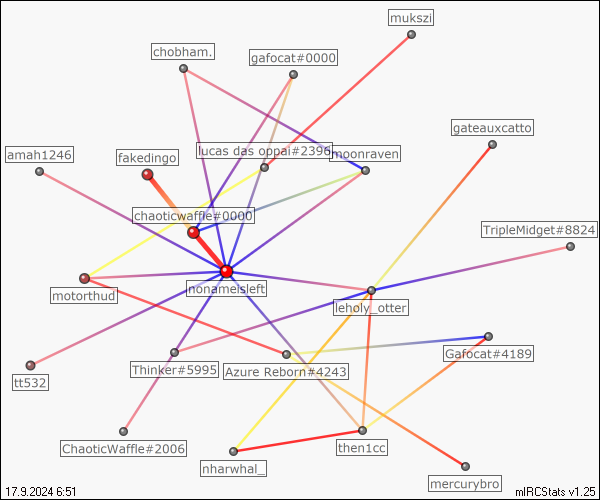 mukszi
chobham.
gafocat#0000
gateauxcatto
lucas das oppai#2396
moonraven
amah1246
fakedingo
chaoticwaffle#0000
TripleMidget#8824
nonameisleft
motorthud
leholy_otter
Gafocat#4189
Thinker#5995
Azure Reborn#4243
tt532
ChaoticWaffle#2006
then1cc
nharwhal_
mercurybro
17.9.2024 6:51
mIRCStats v1.25